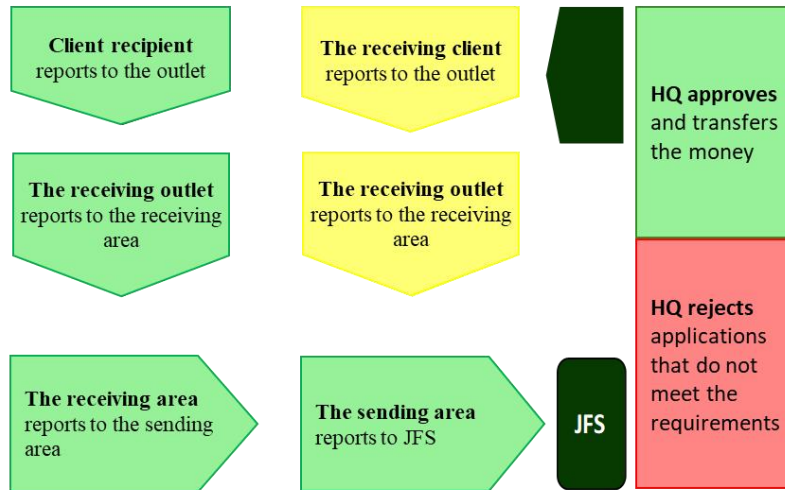 Client recipient
reports to the outlet
The receiving client
reports to the outlet
HQ approves
and transfers
the money
The receiving outlet
reports to the receiving
area
The receiving outlet
reports to the receiving
area
HQ rejects
applications
that do not
meet the
requirements
The receiving area
reports to the sending
area
The sending area
reports to JFS
JFS